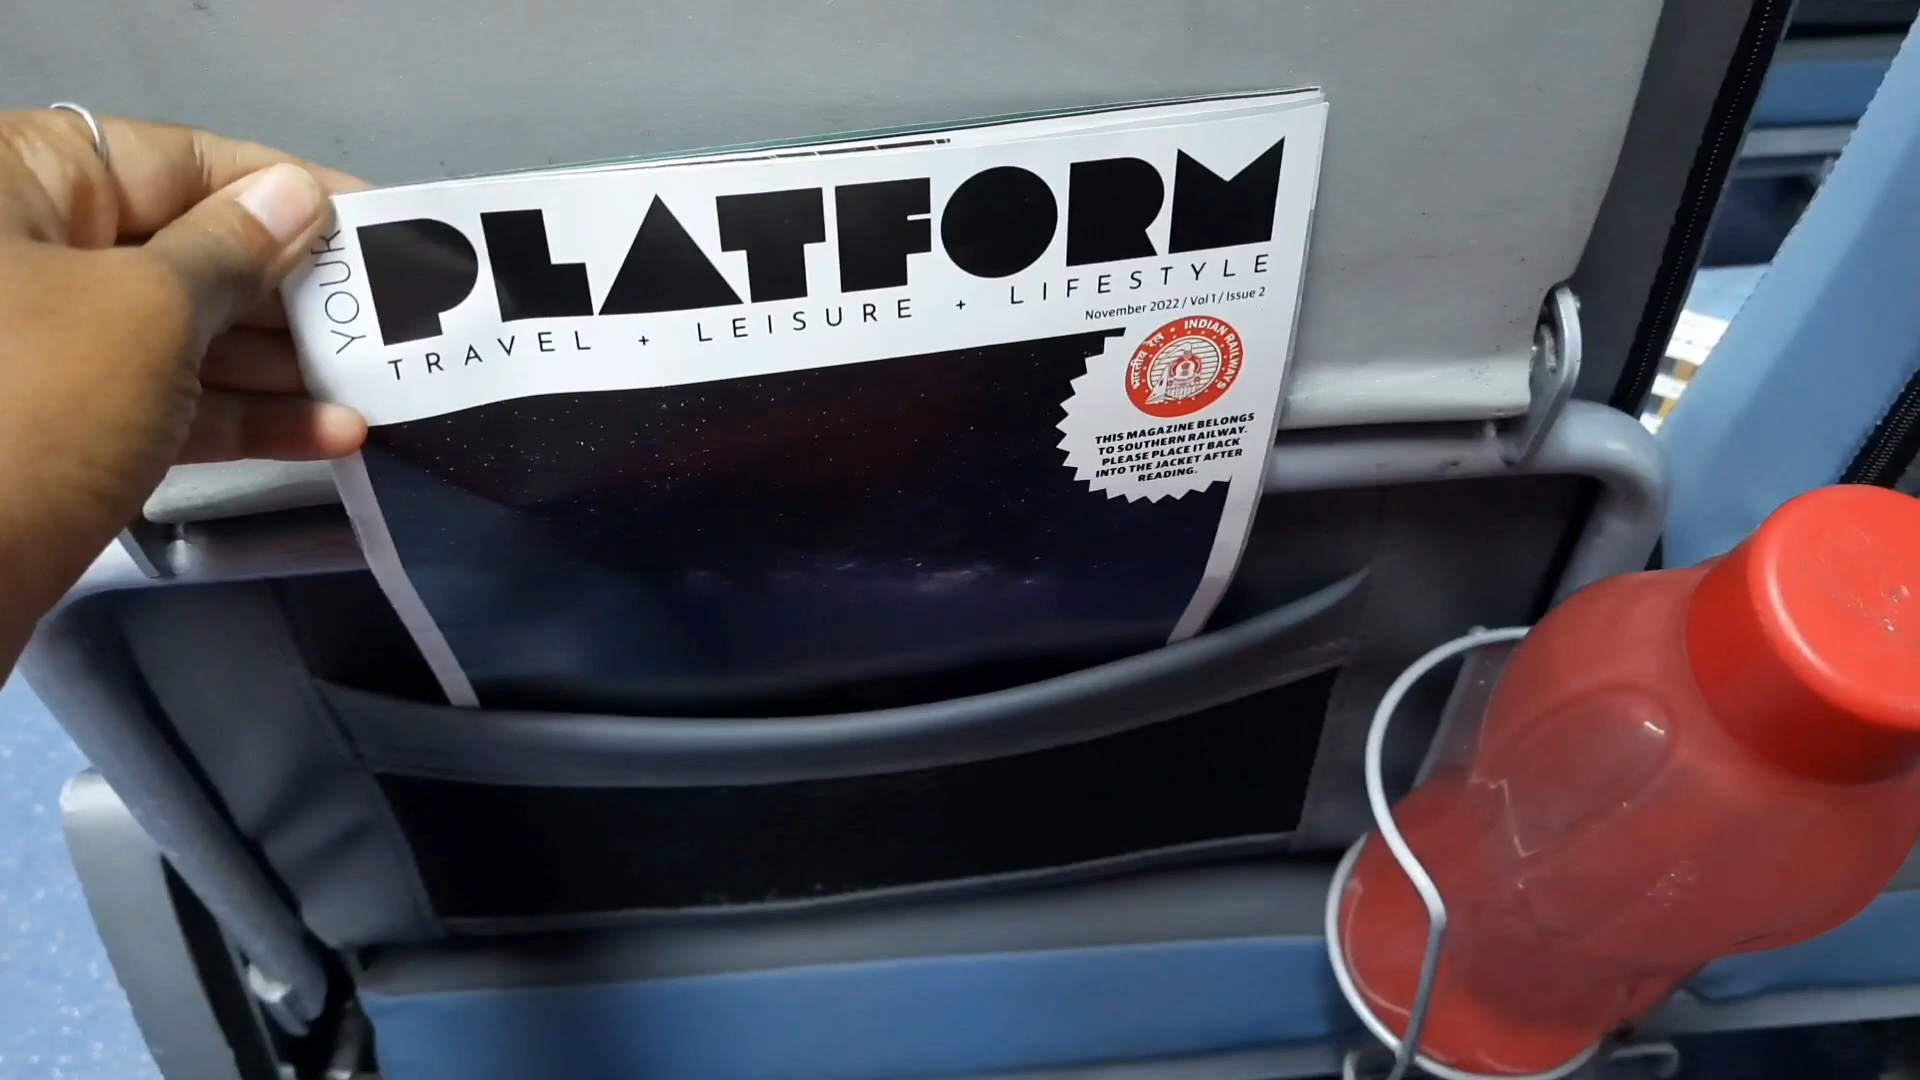 YOUR
PLATFORM
TRAVEL + LEISURE + LIFESTYLE
November 2022 / Vol 1 / Issue 2
भारतीय रेल • INDIAN RAILWAYS
THIS MAGAZINE BELONGS
TO SOUTHERN RAILWAY.
PLEASE PLACE IT BACK
INTO THE JACKET AFTER
READING.